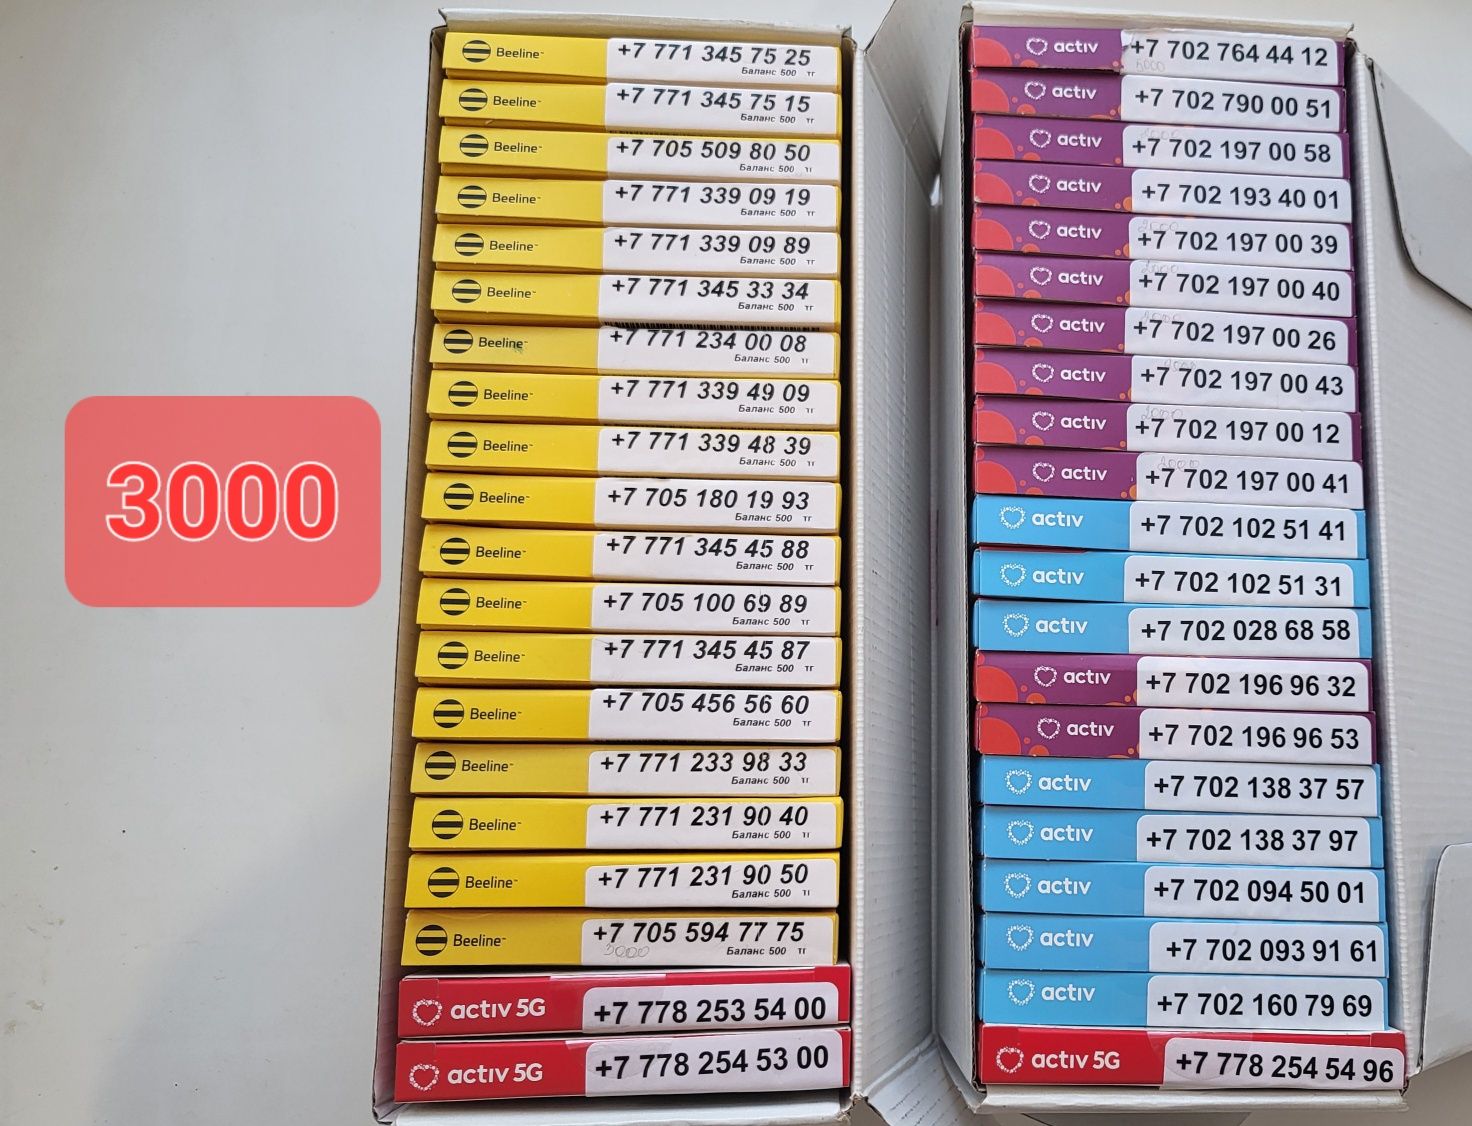 3000
Beeline +7 771 345 75 25
Баланс 500 тг
Beeline +7 771 345 75 15
Баланс 500 тг
Beeline +7 705 509 80 50
Баланс 500 тг
Beeline +7 771 339 09 19
Баланс 500 тг
Beeline +7 771 339 09 89
Баланс 500 тг
Beeline +7 771 345 33 34
Баланс 500 тг
Beeline +7 771 234 00 08
Баланс 500 тг
Beeline +7 771 339 49 09
Баланс 500 тг
Beeline +7 771 339 48 39
Баланс 500 тг
Beeline +7 705 180 19 93
Баланс 500 тг
Beeline +7 771 345 45 88
Баланс 500 тг
Beeline +7 705 100 69 89
Баланс 500 тг
Beeline +7 771 345 45 87
Баланс 500 тг
Beeline +7 705 456 56 60
Баланс 500 тг
Beeline +7 771 233 98 33
Баланс 500 тг
Beeline +7 771 231 90 40
Баланс 500 тг
Beeline +7 771 231 90 50
Баланс 500 тг
Beeline +7 705 594 77 75
3000 Баланс 500 тг
activ 5G +7 778 253 54 00
activ 5G +7 778 254 53 00
activ +7 702 764 44 12
activ +7 702 790 00 51
activ +7 702 197 00 58
activ +7 702 193 40 01
activ +7 702 197 00 39
activ +7 702 197 00 40
activ +7 702 197 00 26
activ +7 702 197 00 43
activ +7 702 197 00 12
activ +7 702 197 00 41
activ +7 702 102 51 41
activ +7 702 102 51 31
activ +7 702 028 68 58
activ +7 702 196 96 32
activ +7 702 196 96 53
activ +7 702 138 37 57
activ +7 702 138 37 97
activ +7 702 094 50 01
activ +7 702 093 91 61
activ +7 702 160 79 69
activ 5G +7 778 254 54 96